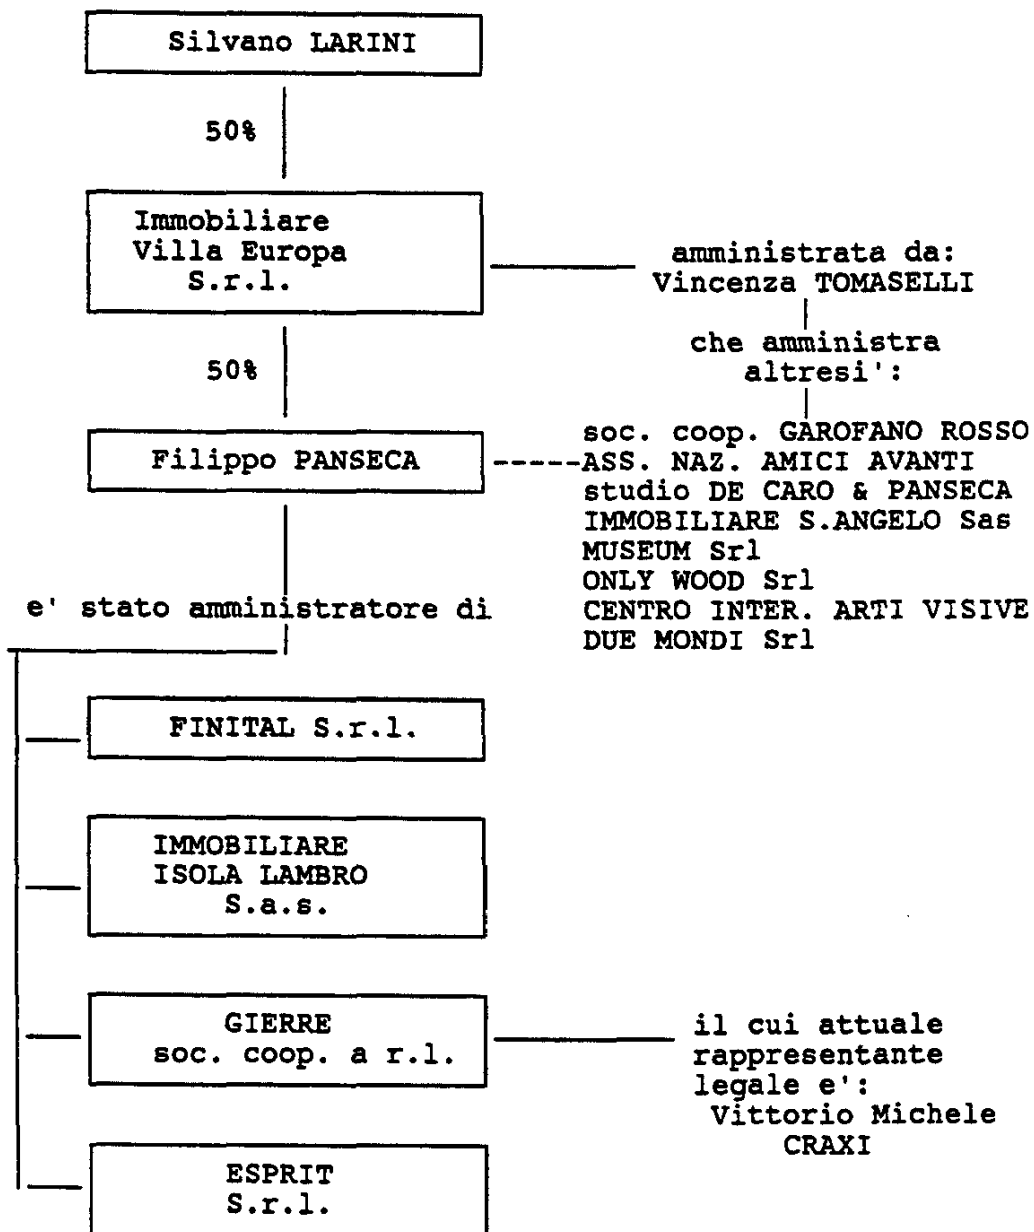 Silvano LARINI
50%
Immobiliare
Villa Europa
S.r.l.
amministrata da:
Vincenza TOMASELLI
che amministra
altresi':
50%
Filippo PANSECA
soc. coop. GAROFANO ROSSO
ASS. NAZ. AMICI AVANTI
studio DE CARO & PANSECA
IMMOBILIARE S.ANGELO Sas
MUSEUM Srl
ONLY WOOD Srl
CENTRO INTER. ARTI VISIVE
DUE MONDI Srl
e' stato amministratore di
FINITAL S.r.l.
IMMOBILIARE
ISOLA LAMBRO
S.a.s.
GIERRE
soc. coop. a r.l.
il cui attuale
rappresentante
legale e':
Vittorio Michele
CRAXI
ESPRIT
S.r.l.